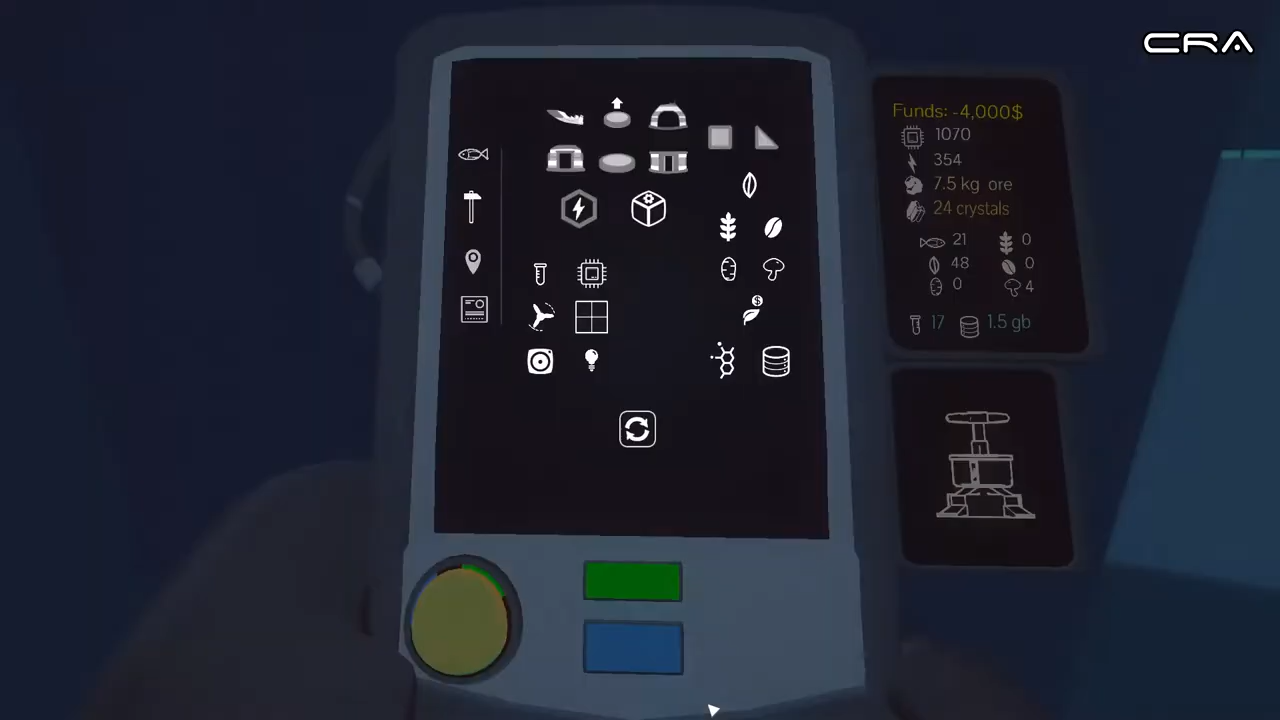 CRA
Funds: -4,000$
1070
354
7.5 kg ore
24 crystals
21 0
48 0
0 4
17 1.5 gb